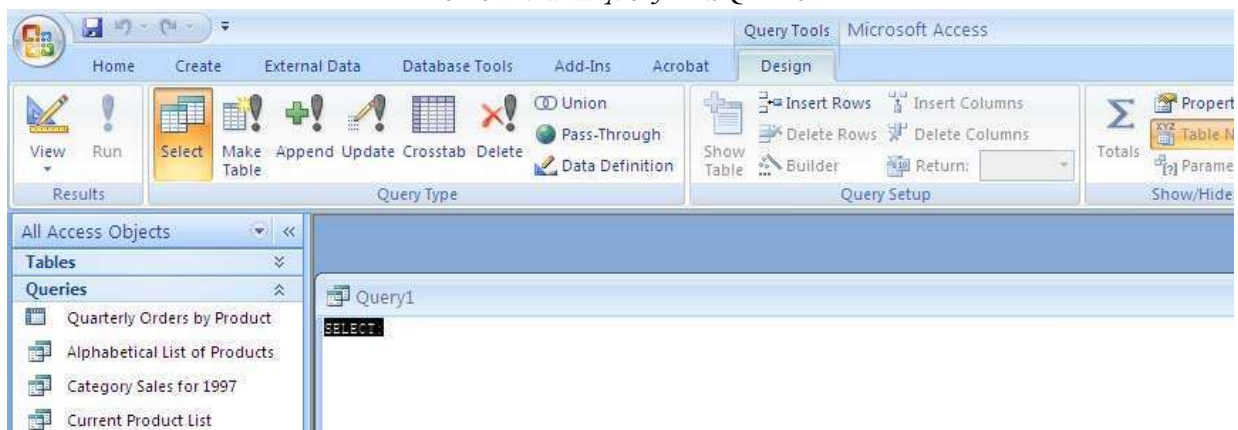 Query Tools Microsoft Access
Home Create External Data Database Tools Add-Ins Acrobat Design
View Run Select Make Table Append Update Crosstab Delete Union
Pass-Through
Data Definition
Show Table Insert Rows Insert Columns
Delete Rows Delete Columns
Builder Return:
Totals Propert
Table N
Parame
Results Query Type Query Setup Show/Hide
All Access Objects
Tables
Queries
Quarterly Orders by Product
Alphabetical List of Products
Category Sales for 1997
Current Product List
Query1
SELECT;